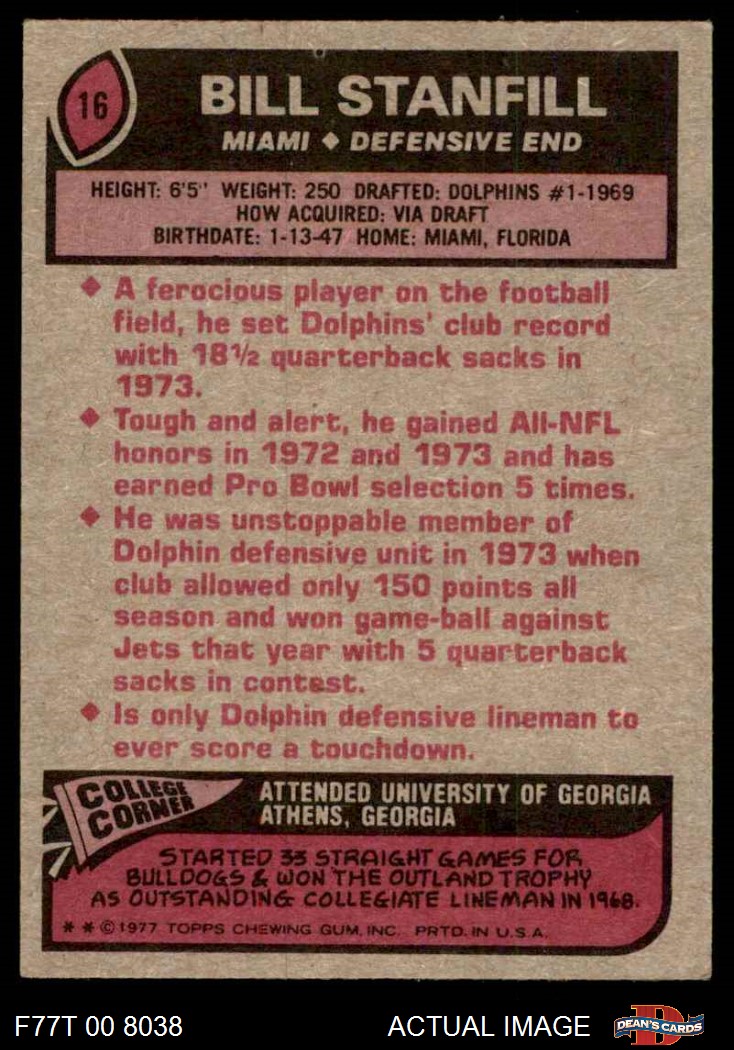 16
BILL STANFILL
MIAMI ◆ DEFENSIVE END
HEIGHT: 6'5" WEIGHT: 250 DRAFTED: DOLPHINS #1-1969
HOW ACQUIRED: VIA DRAFT
BIRTHDATE: 1-13-47 HOME: MIAMI, FLORIDA
◆ A ferocious player on the football
field, he set Dolphins' club record
with 18½ quarterback sacks in
1973.
◆ Tough and alert, he gained All-NFL
honors in 1972 and 1973 and has
earned Pro Bowl selection 5 times.
◆ He was unstoppable member of
Dolphin defensive unit in 1973 when
club allowed only 150 points all
season and won game-ball against
Jets that year with 5 quarterback
sacks in contest.
◆ Is only Dolphin defensive lineman to
ever score a touchdown.
COLLEGE
CORNER
ATTENDED UNIVERSITY OF GEORGIA
ATHENS, GEORGIA
STARTED 33 STRAIGHT GAMES FOR
BULLDOGS & WON THE OUTLAND TROPHY
AS OUTSTANDING COLLEGIATE LINEMAN IN 1968.
* * © 1977 TOPPS CHEWING GUM, INC. PRTD. IN U.S.A.
F77T 00 8038
ACTUAL IMAGE
D
DEAN'S CARDS